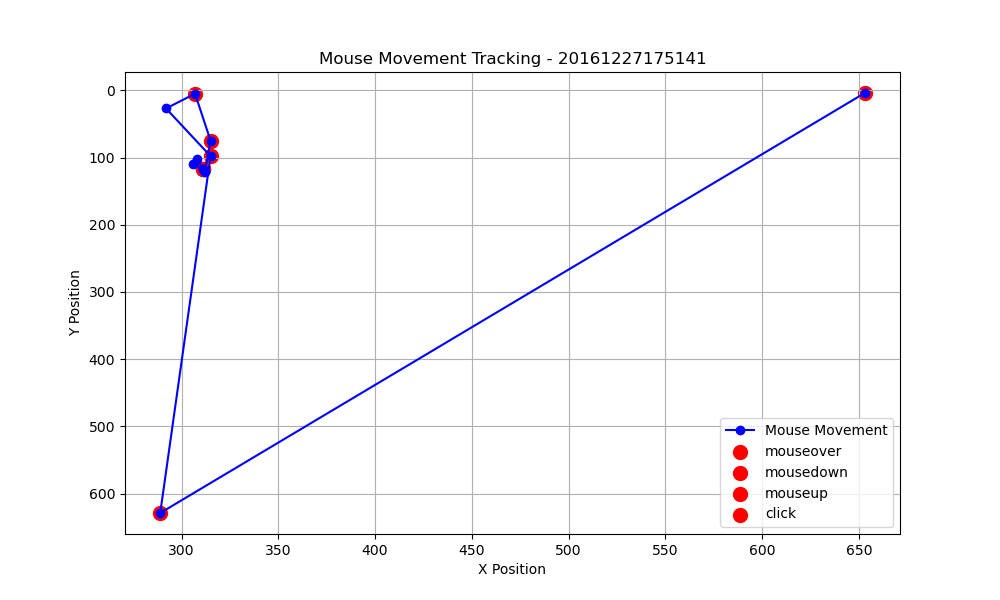 Mouse Movement Tracking - 20161227175141
Y Position
0
100
200
300
400
500
600
300
350
400
450
500
550
600
650
X Position
Mouse Movement
mouseover
mousedown
mouseup
click